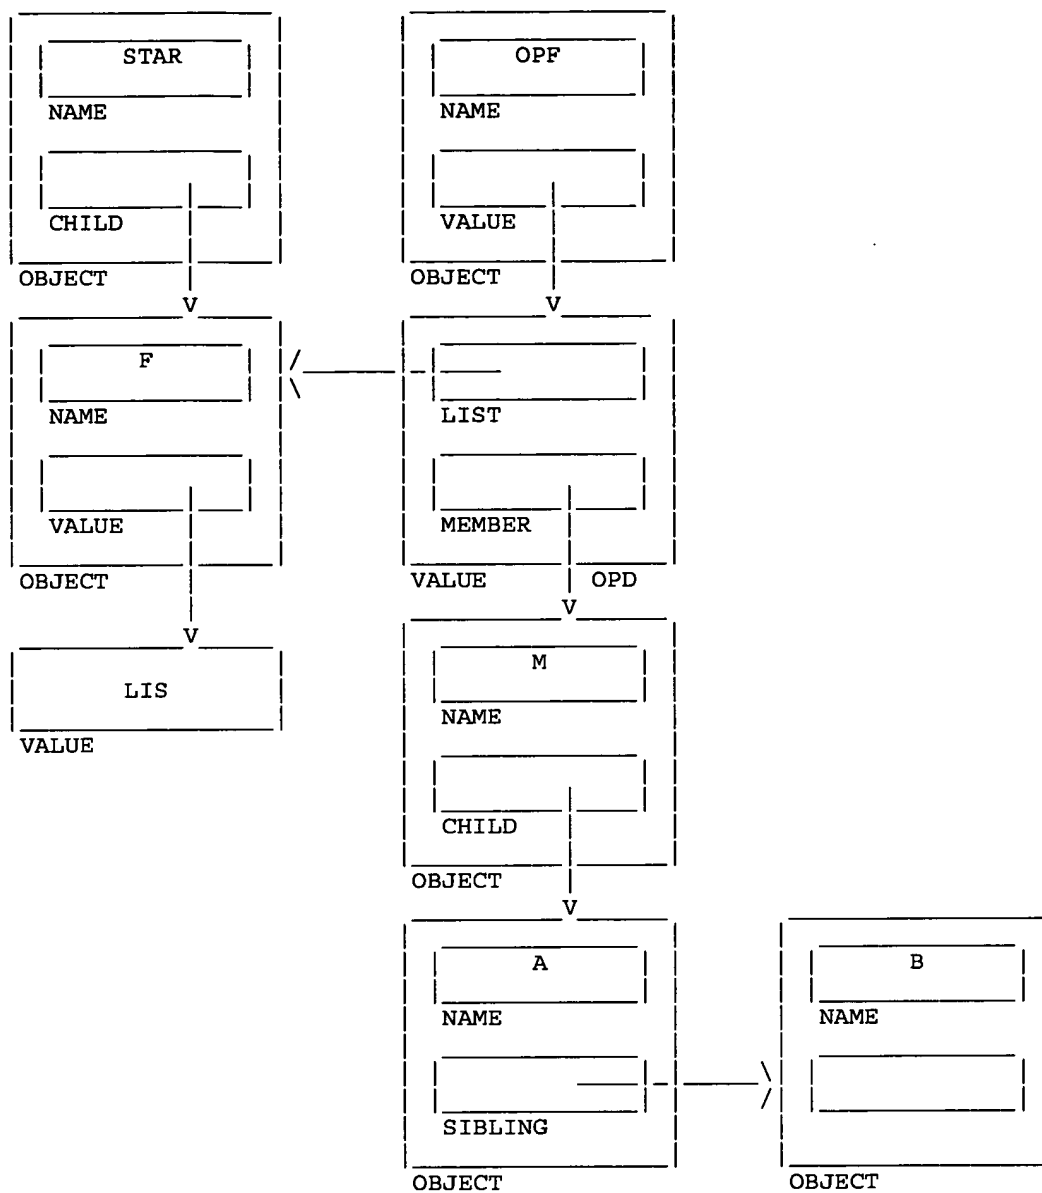 STAR OPF
NAME NAME
CHILD VALUE
OBJECT OBJECT
V V
F
NAME LIST
VALUE MEMBER
OBJECT VALUE OPD
V
V
LIS M
VALUE NAME
CHILD
OBJECT
V
A B
NAME NAME
SIBLING
OBJECT OBJECT